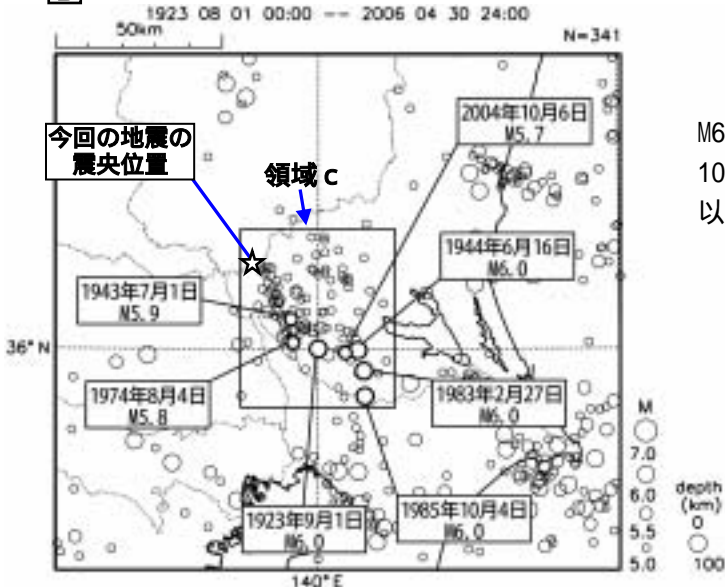 1923 08 01 00:00 -- 2006 04 30 24:00
50km
N=341
2004年10月6日
M5.7
今回の地震の
震央位置
領域c
M6
10
以
1944年6月16日
M6.0
1943年7月1日
M5.9
36° N
1974年8月4日
M5.8
1983年2月27日
M6.0
M
7.0
6.0
5.5
5.0
depth
(km)
0
100
1923年9月1日
M6.0
1985年10月4日
M6.0
140° E